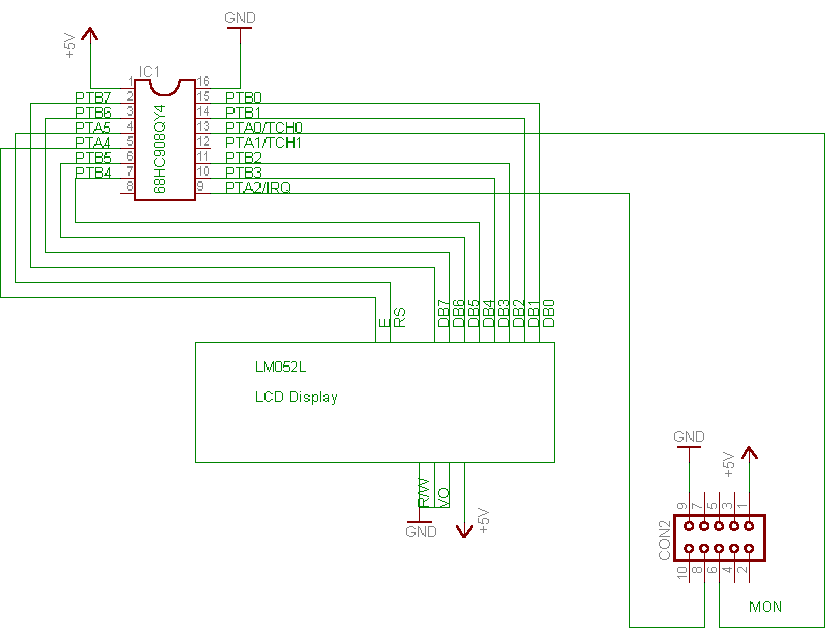 GND
+5V
IC1
1 16
PTB7 2 15 PTB0
PTB6 3 14 PTB1
PTA5 4 13 PTA0/TCH0
PTA4 5 12 PTA1/TCH1
PTB5 6 11 PTB2
PTB4 7 10 PTB3
8 9 PTA2/IRQ
68HC908QY4
E RS DB7 DB6 DB5 DB4 DB3 DB2 DB1 DB0
LM052L
LCD Display
R/W VO
GND +5V
GND +5V
9 7 5 3 1
CON2
10 8 6 4 2
MON